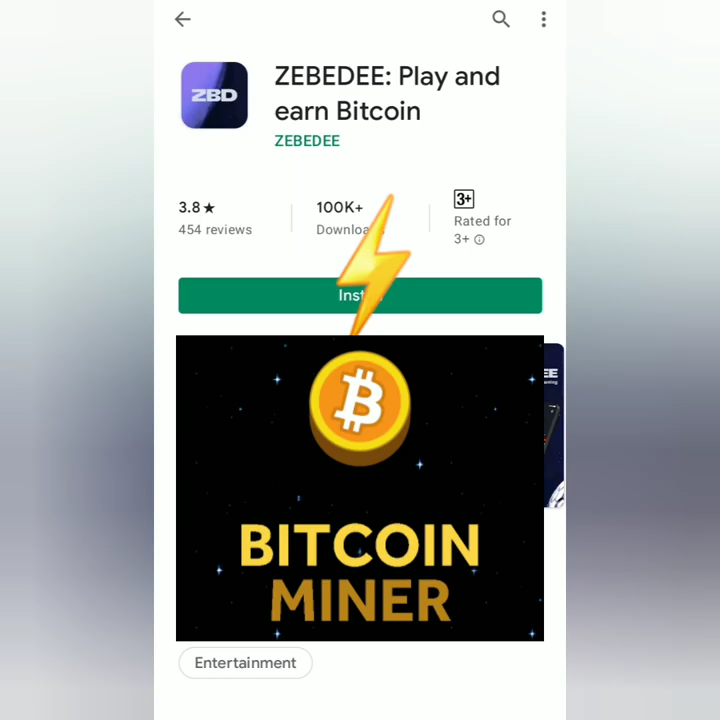 ZBD
ZEBEDEE: Play and
earn Bitcoin
ZEBEDEE
3.8★
454 reviews
100K+
3+
Rated for
3+
EE
BITCOIN
MINER
Entertainment